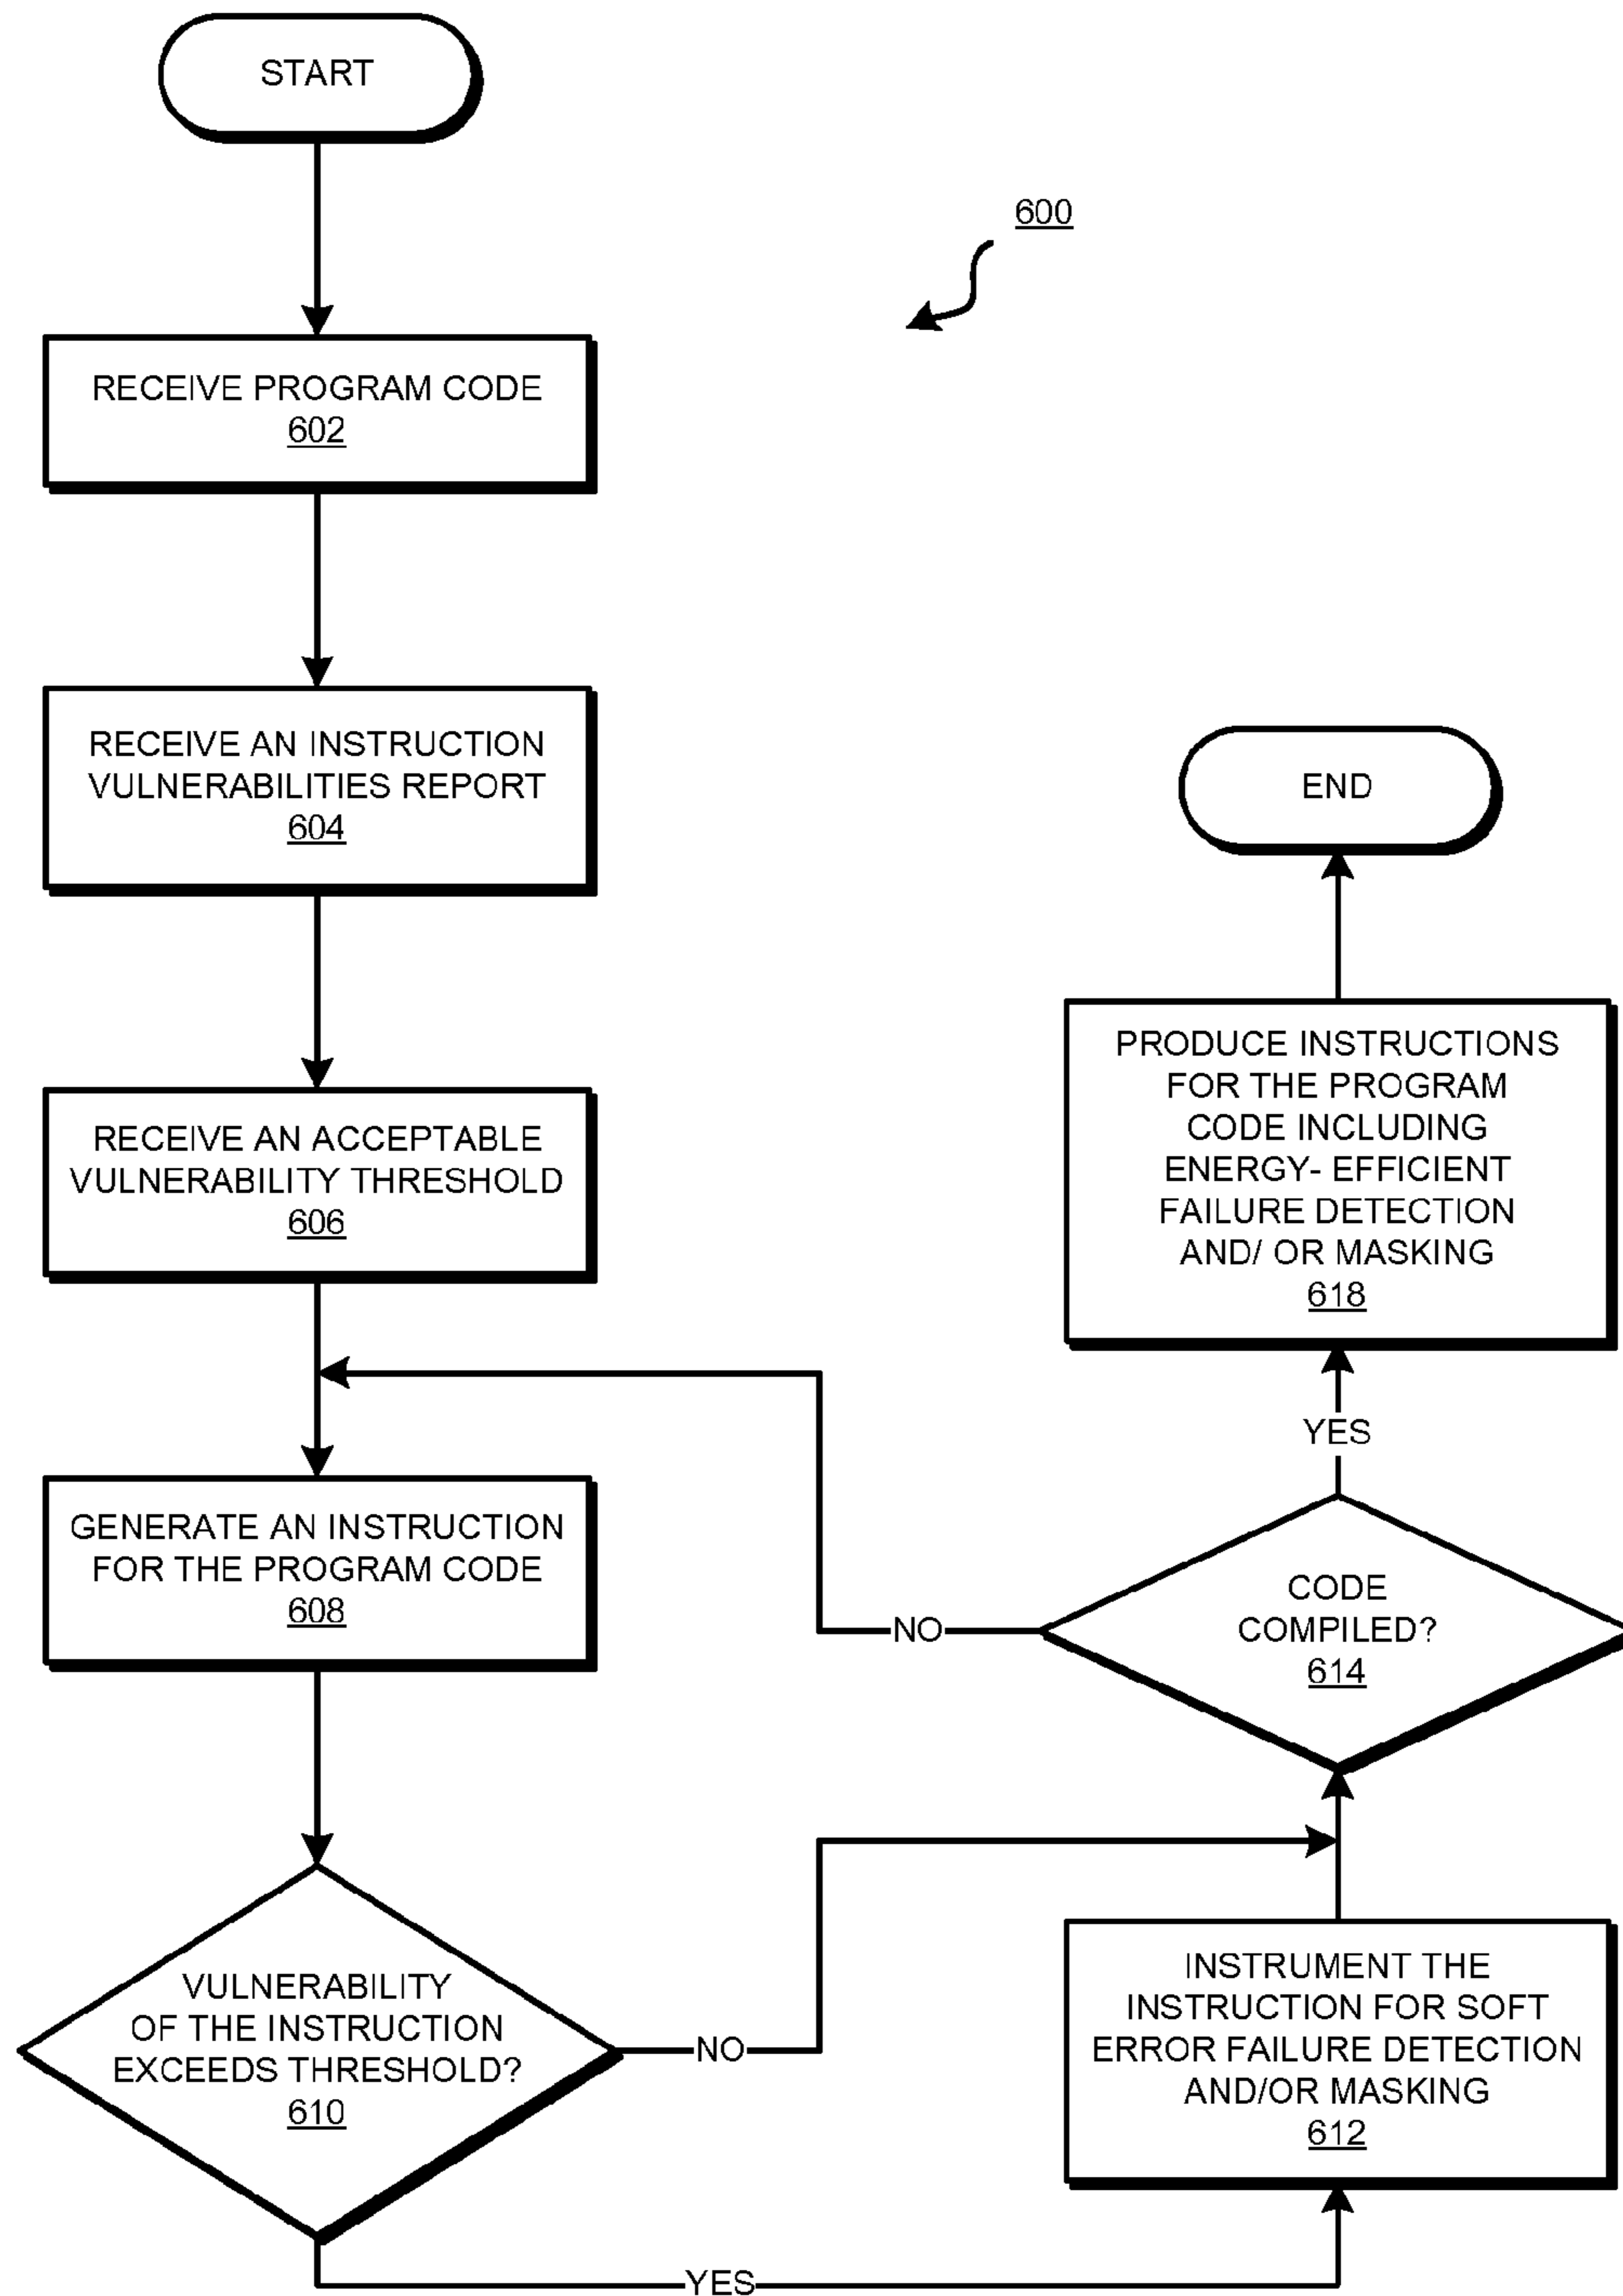 START
600
RECEIVE PROGRAM CODE
602
RECEIVE AN INSTRUCTION
VULNERABILITIES REPORT
604
RECEIVE AN ACCEPTABLE
VULNERABILITY THRESHOLD
606
GENERATE AN INSTRUCTION
FOR THE PROGRAM CODE
608
VULNERABILITY
OF THE INSTRUCTION
EXCEEDS THRESHOLD?
610
NO
YES
INSTRUMENT THE
INSTRUCTION FOR SOFT
ERROR FAILURE DETECTION
AND/OR MASKING
612
CODE
COMPILED?
614
NO
YES
PRODUCE INSTRUCTIONS
FOR THE PROGRAM
CODE INCLUDING
ENERGY- EFFICIENT
FAILURE DETECTION
AND/ OR MASKING
618
END